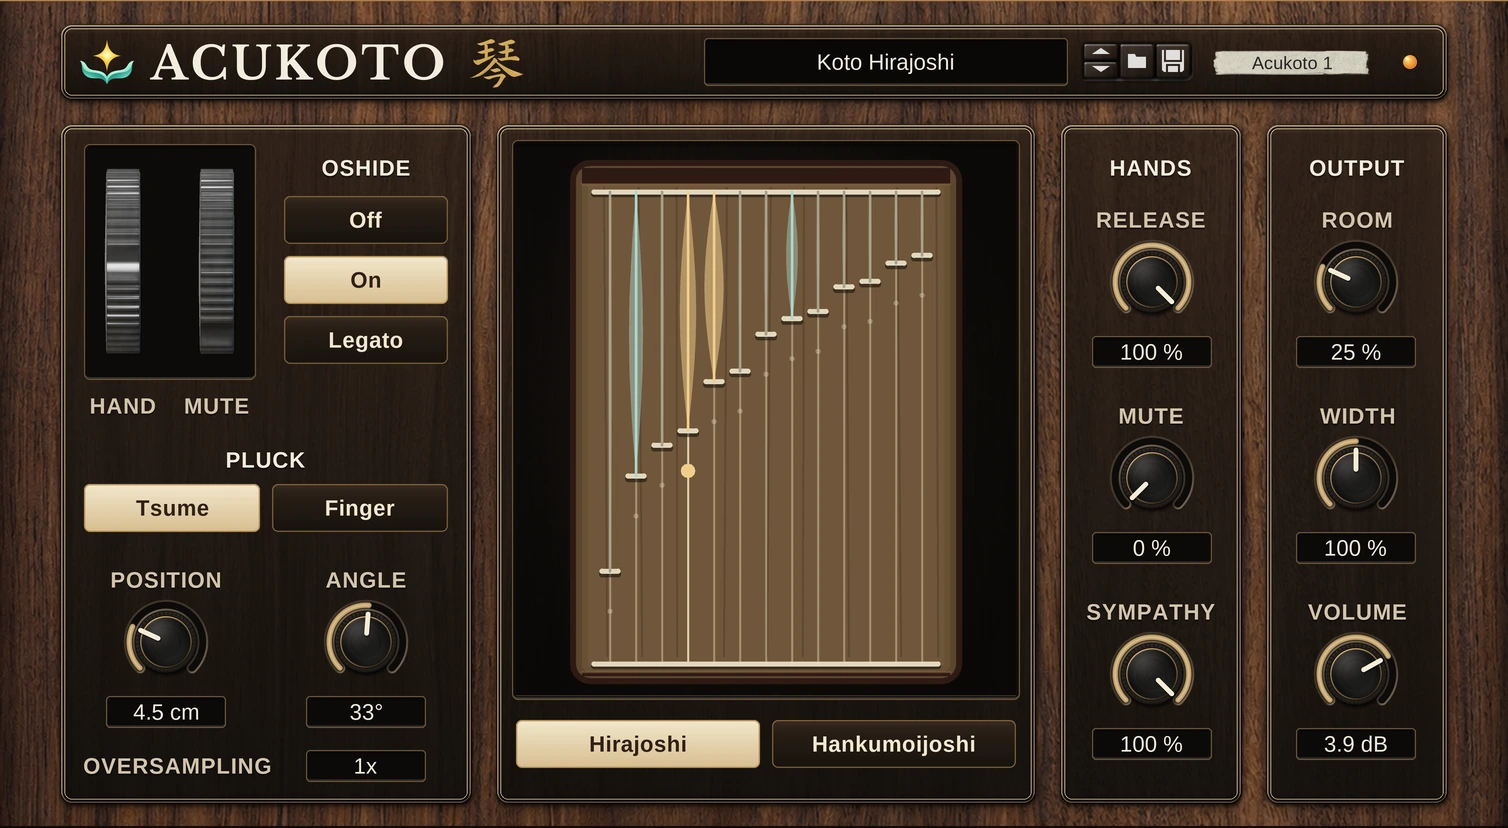 ACUKOTO 琴
Koto Hirajoshi
Acukoto 1
OSHIDE
Off
On
Legato
HAND MUTE
PLUCK
Tsume Finger
POSITION ANGLE
4.5 cm 33°
OVERSAMPLING 1x
Hirajoshi Hankumoijoshi
HANDS
RELEASE
100 %
MUTE
0 %
SYMPATHY
100 %
OUTPUT
ROOM
25 %
WIDTH
100 %
VOLUME
3.9 dB